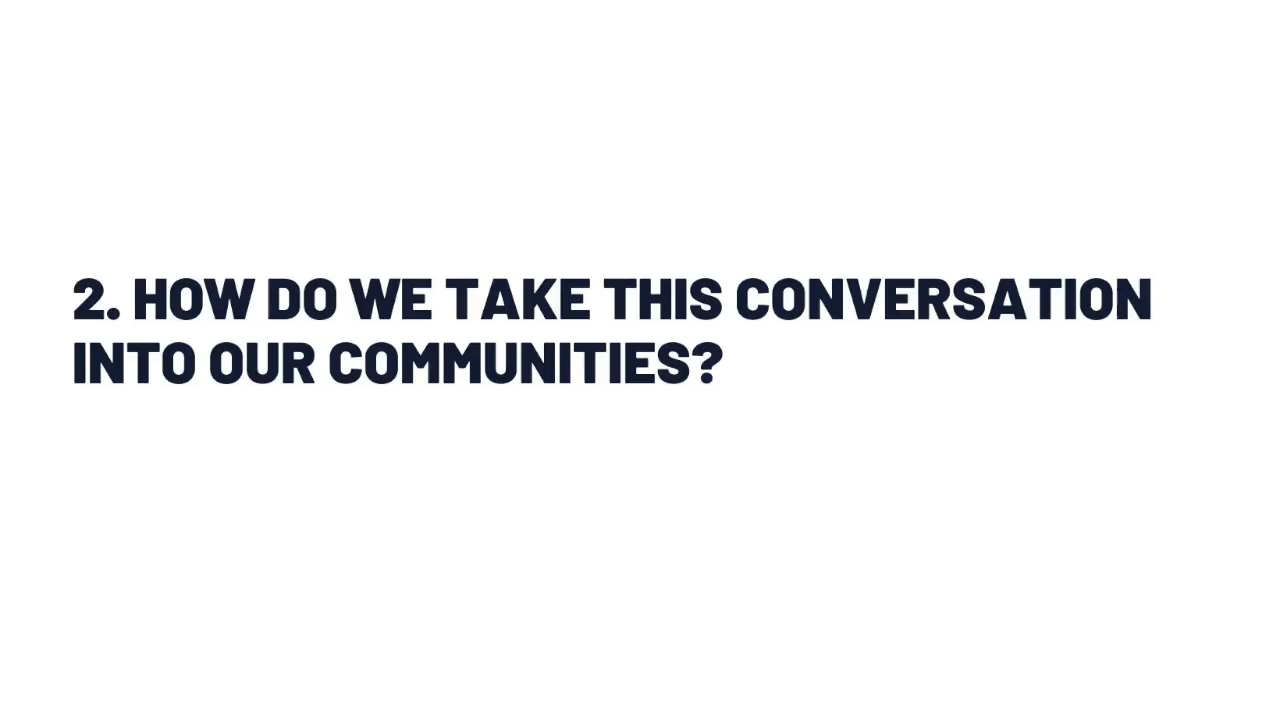 2. HOW DO WE TAKE THIS CONVERSATION
INTO OUR COMMUNITIES?